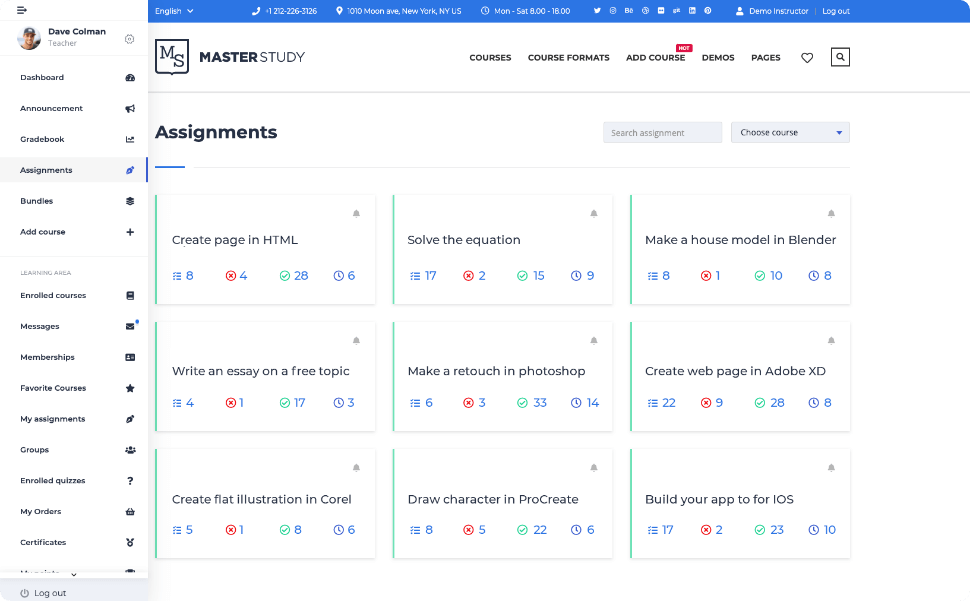 English
+1 212-226-3126
1010 Moon ave, New York, NY US
Mon - Sat 8.00 - 18.00
Demo Instructor | Log out
Dave Colman
Teacher
Dashboard
Announcement
Gradebook
Assignments
Bundles
Add course
LEARNING AREA
Enrolled courses
Messages
Memberships
Favorite Courses
My assignments
Groups
Enrolled quizzes
My Orders
Certificates
Log out
MS
MASTERSTUDY
COURSES
COURSE FORMATS
ADD COURSE
HOT
DEMOS
PAGES
Assignments
Search assignment
Choose course
Create page in HTML
8 4 28 6
Solve the equation
17 2 15 9
Make a house model in Blender
8 1 10 8
Write an essay on a free topic
4 1 17 3
Make a retouch in photoshop
6 3 33 14
Create web page in Adobe XD
22 9 28 8
Create flat illustration in Corel
5 1 8 6
Draw character in ProCreate
8 5 22 6
Build your app to for IOS
17 2 23 10